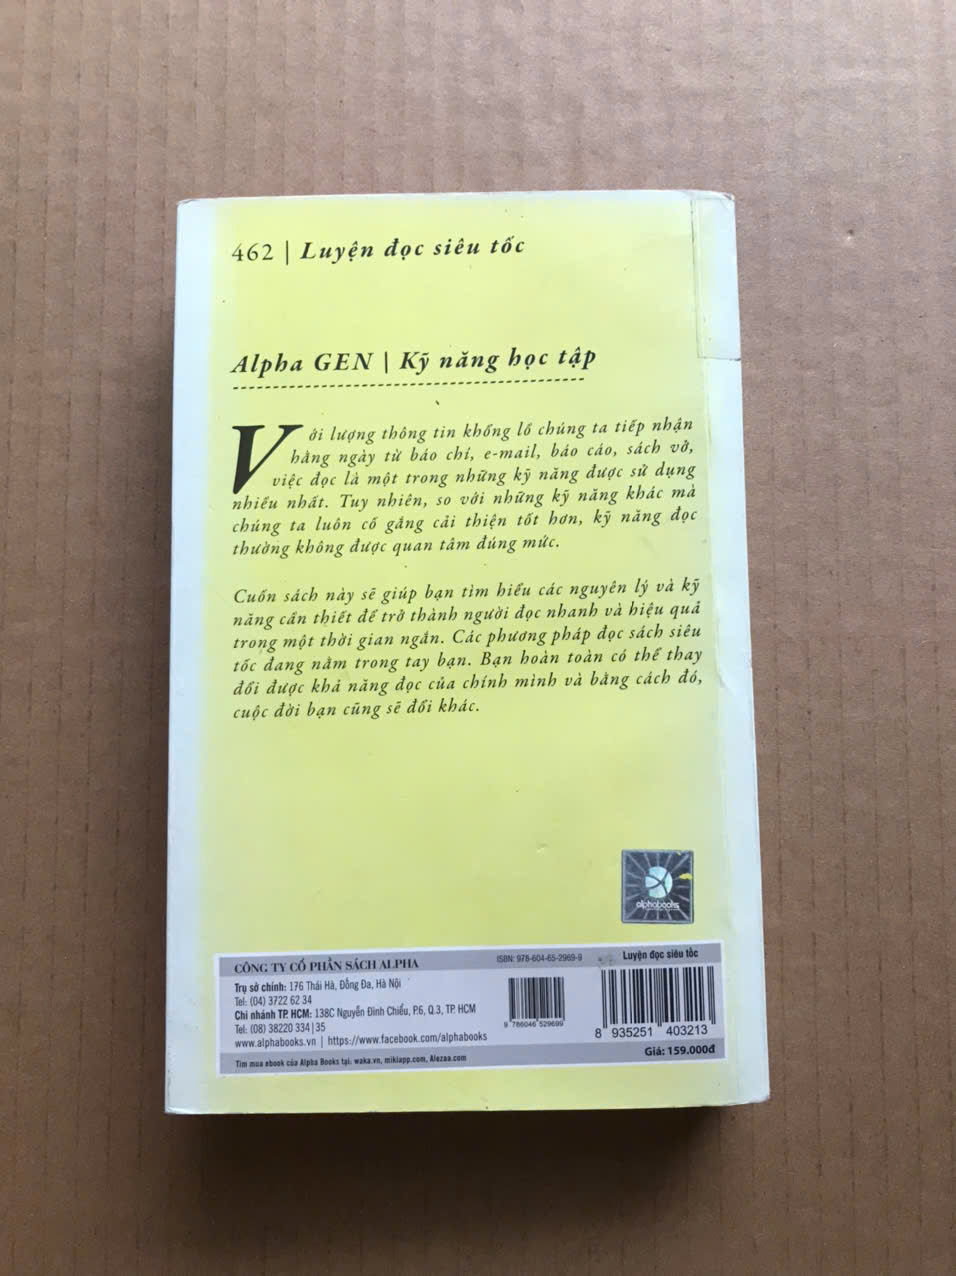 462 | Luyện đọc siêu tốc
Alpha GEN | Kỹ năng học tập
Với lượng thông tin khổng lồ chúng ta tiếp nhận
hằng ngày từ báo chí, e-mail, báo cáo, sách vở,
việc đọc là một trong những kỹ năng được sử dụng
nhiều nhất. Tuy nhiên, so với những kỹ năng khác mà
chúng ta luôn cố gắng cải thiện tốt hơn, kỹ năng đọc
thường không được quan tâm đúng mức.
Cuốn sách này sẽ giúp bạn tìm hiểu các nguyên lý và kỹ
năng cần thiết để trở thành người đọc nhanh và hiệu quả
trong một thời gian ngắn. Các phương pháp đọc sách siêu
tốc đang nằm trong tay bạn. Bạn hoàn toàn có thể thay
đổi được khả năng đọc của chính mình và bằng cách đó,
cuộc đời bạn cũng sẽ đổi khác.
alphabooks
CÔNG TY CỔ PHẦN SÁCH ALPHA
Trụ sở chính: 176 Thái Hà, Đống Đa, Hà Nội
Tel: (04) 3722 62 34
Chi nhánh TP. HCM: 138C Nguyễn Đình Chiểu, P.6, Q.3, TP. HCM
Tel: (08) 38220 334 | 35
www.alphabooks.vn | https://www.facebook.com/alphabooks
Tìm mua ebook của Alpha Books tại: waka.vn, mikiapp.com, Alezaa.com
ISBN: 978-604-65-2969-9
9 786046 529699
Luyện đọc siêu tốc
8 935251 403213
Giá: 159.000đ